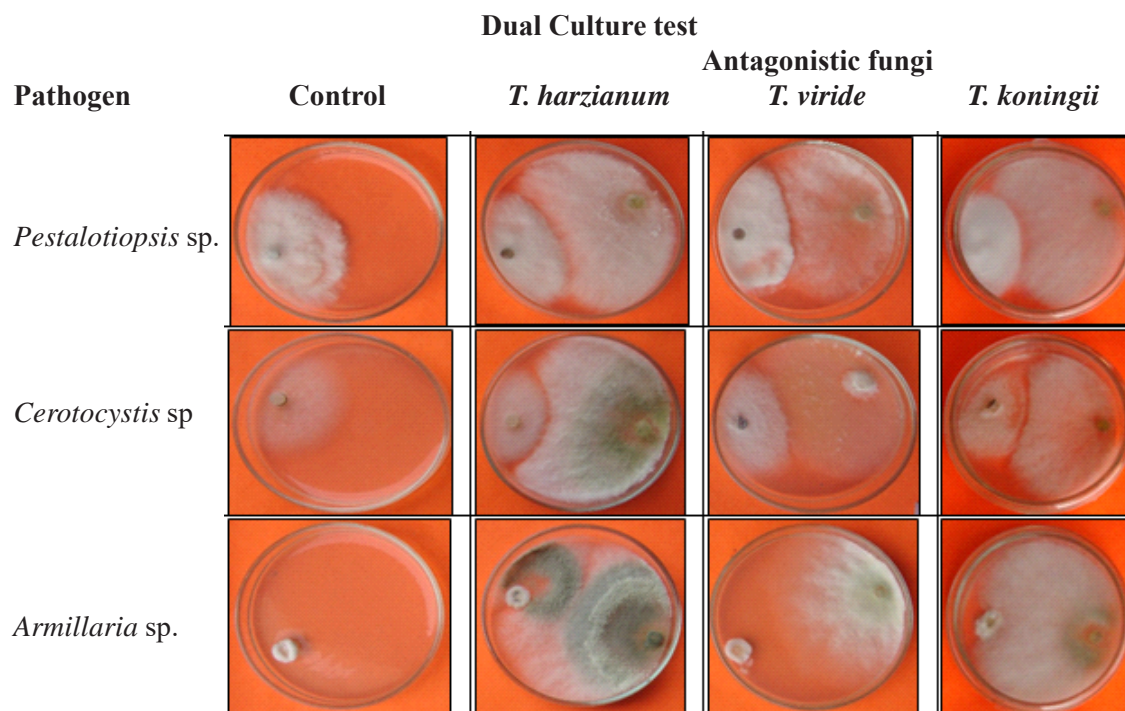 Dual Culture test
Antagonistic fungi
Pathogen Control T. harzianum T. viride T. koningii
Pestalotiopsis sp.
Cerotocystis sp
Armillaria sp.